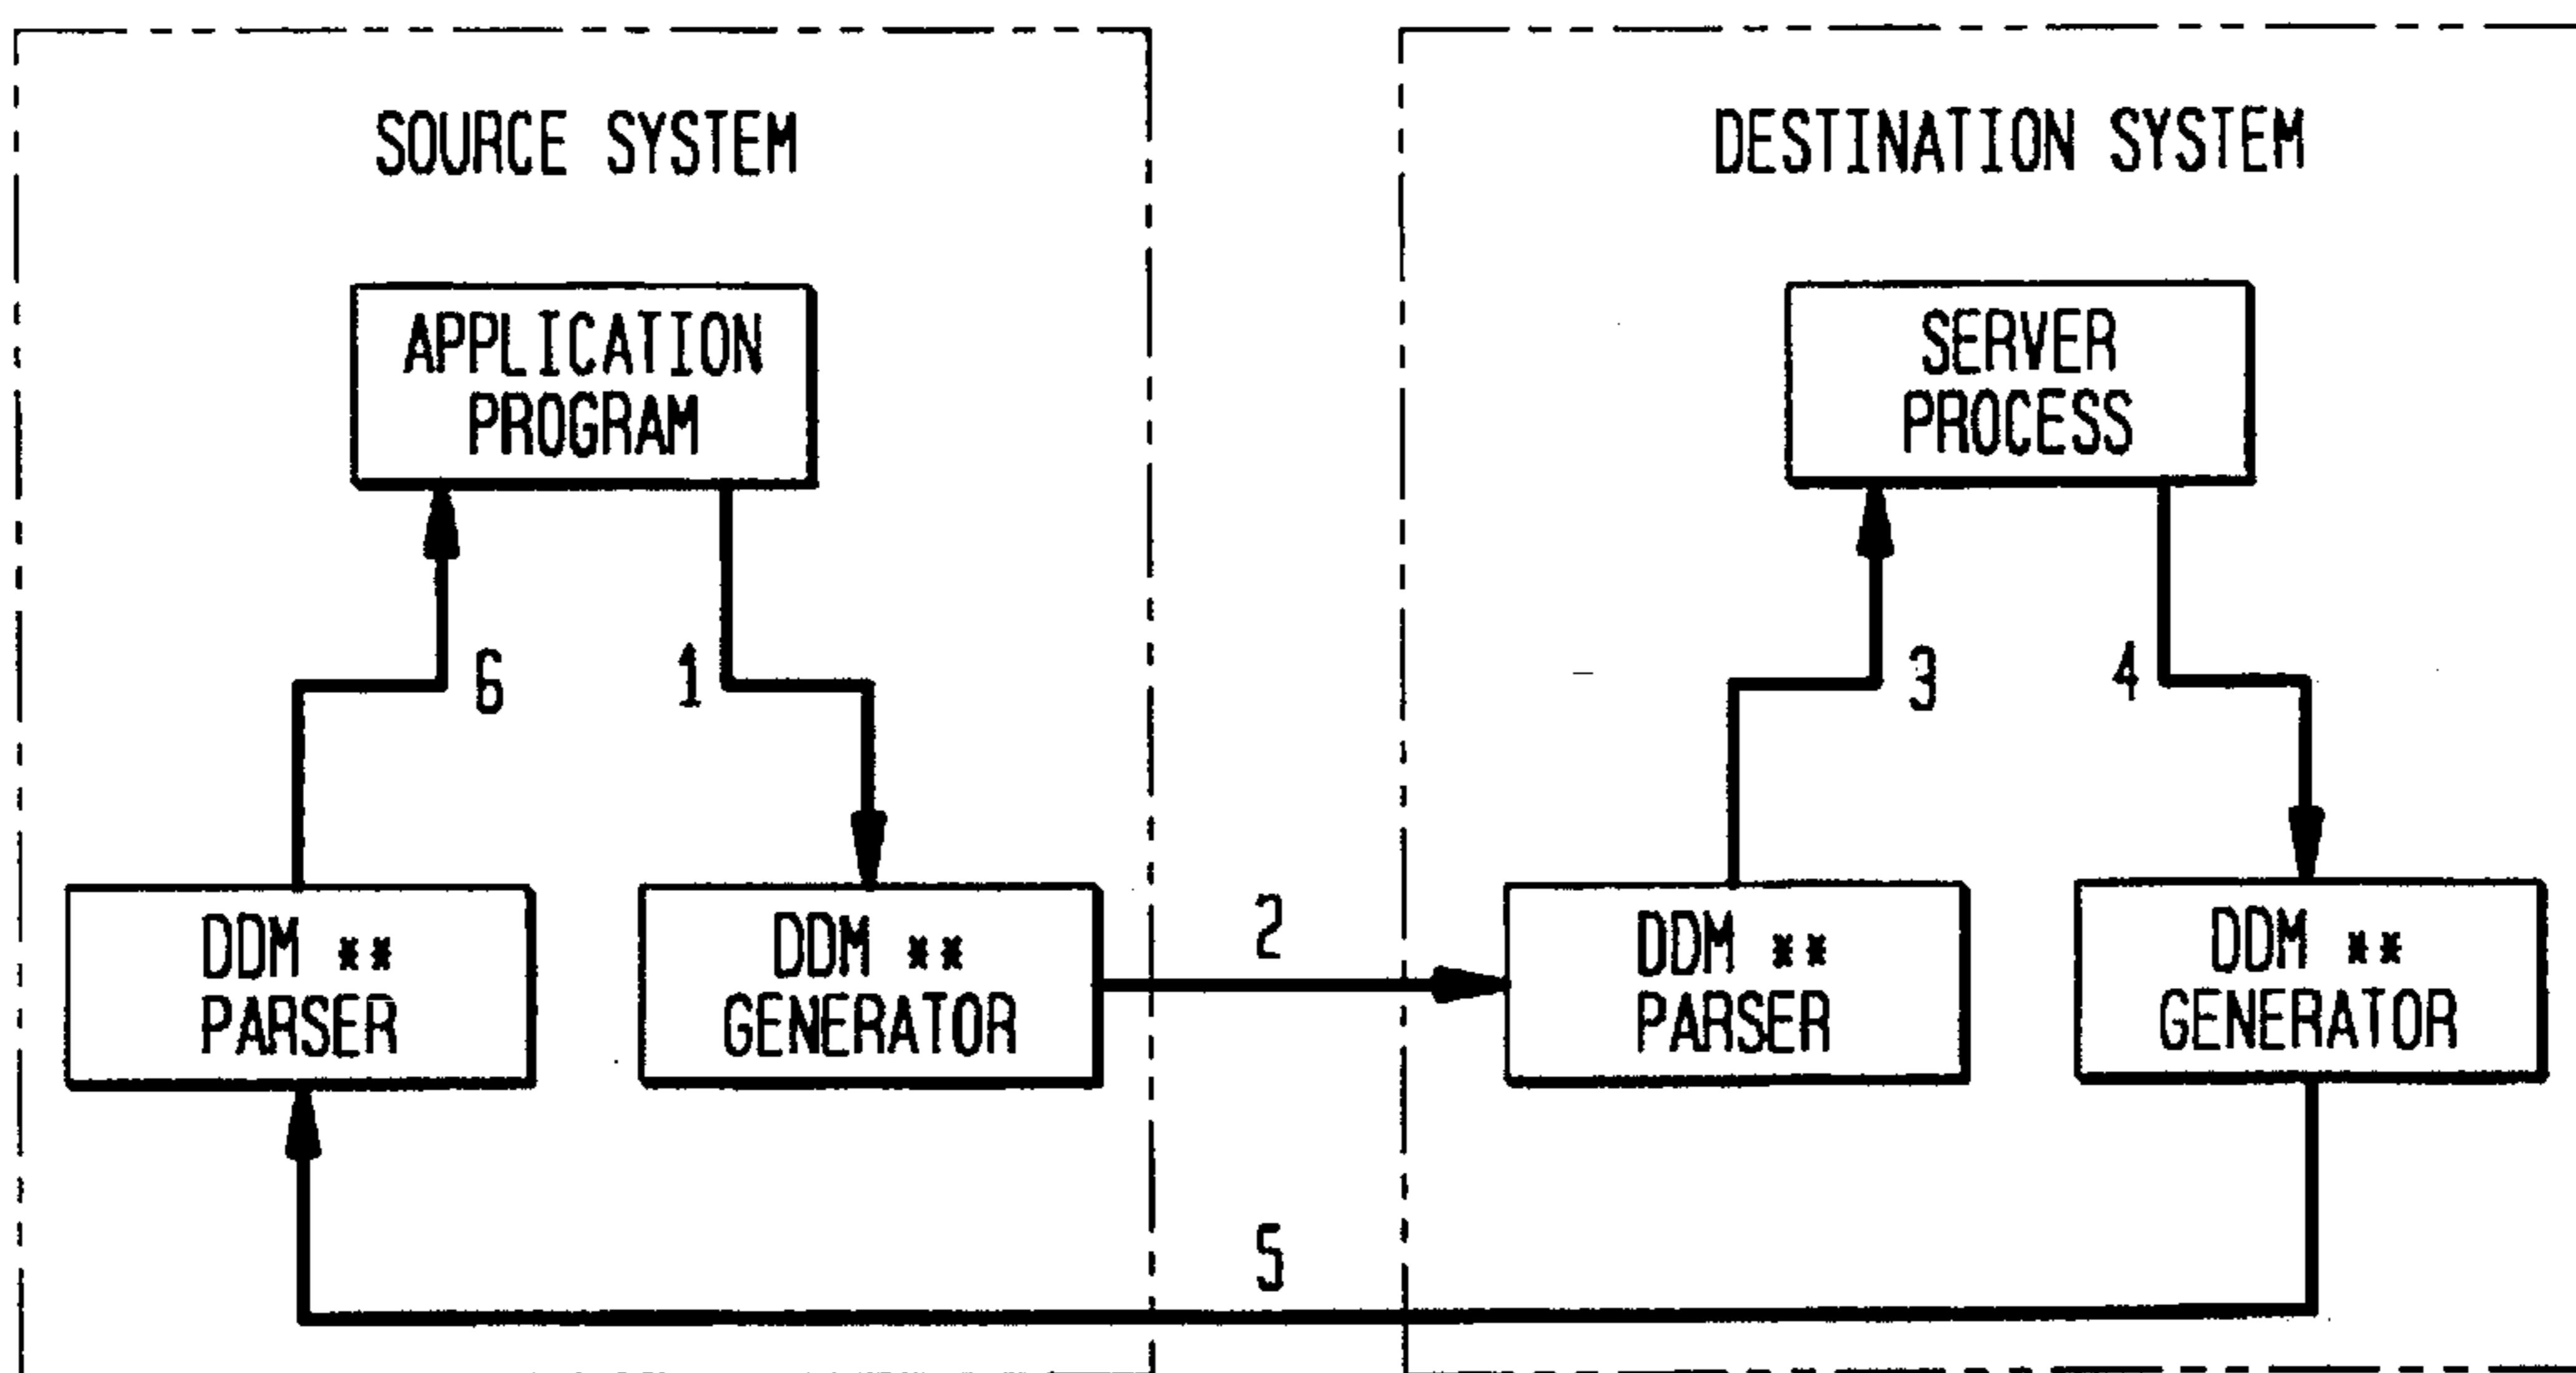 SOURCE SYSTEM
DESTINATION SYSTEM
APPLICATION
PROGRAM
SERVER
PROCESS
6
1
3
4
DDM **
PARSER
DDM **
GENERATOR
2
DDM **
PARSER
DDM **
GENERATOR
5